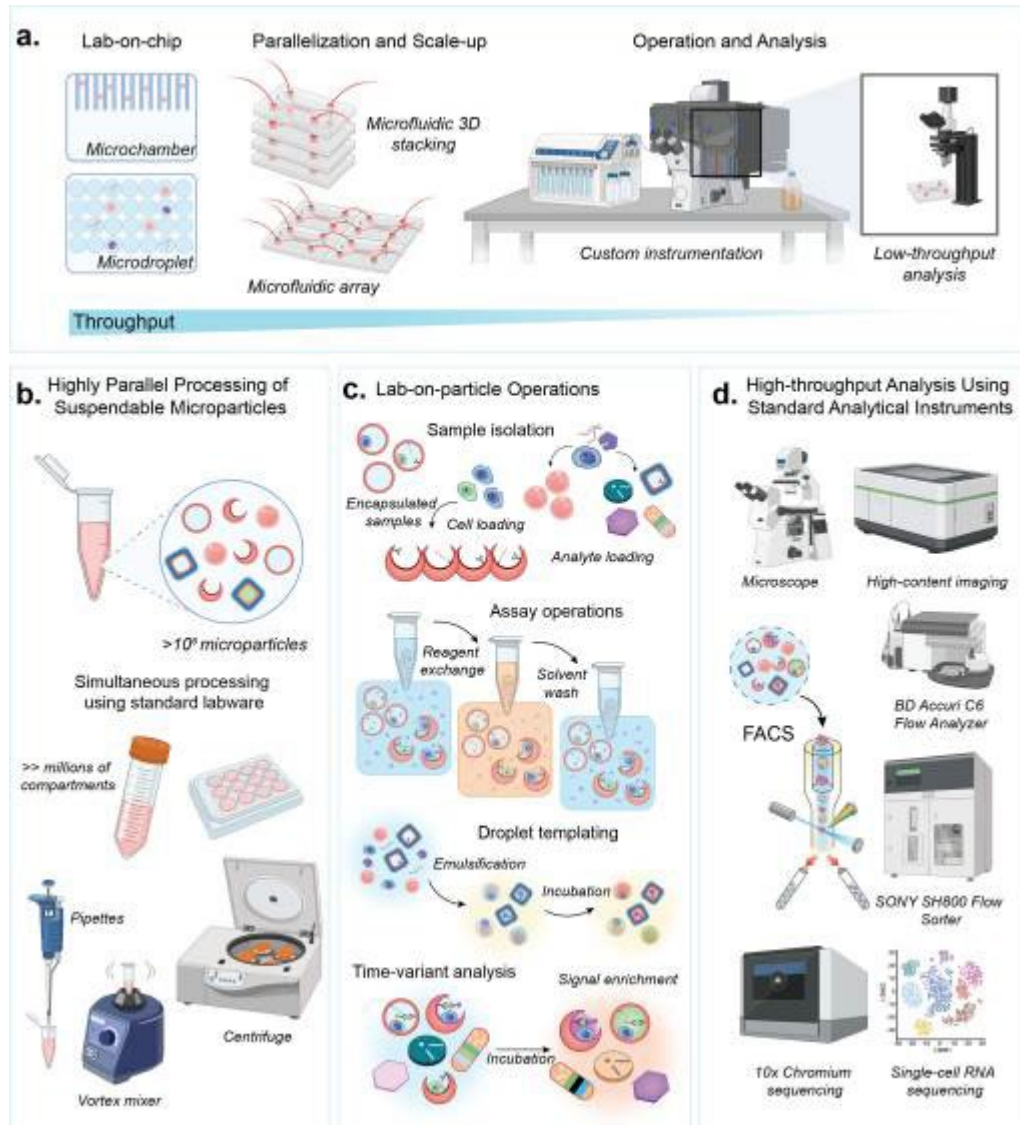 a.
Lab-on-chip
Parallelization and Scale-up
Operation and Analysis
Microchamber
Microfluidic 3D
stacking
Microdroplet
Microfluidic array
Custom instrumentation
Low-throughput
analysis
Throughput
b.
Highly Parallel Processing of
Suspendable Microparticles
>10⁶ microparticles
Simultaneous processing
using standard labware
>> millions of
compartments
Pipettes
Centrifuge
Vortex mixer
c.
Lab-on-particle Operations
Sample isolation
Encapsulated
samples
Cell loading
Analyte loading
Assay operations
Reagent
exchange
Solvent
wash
Droplet templating
Emulsification
Incubation
Time-variant analysis
Signal enrichment
Incubation
d.
High-throughput Analysis Using
Standard Analytical Instruments
Microscope
High-content imaging
BD Accuri C6
Flow Analyzer
FACS
SONY SH800 Flow
Sorter
10x Chromium
sequencing
Single-cell RNA
sequencing